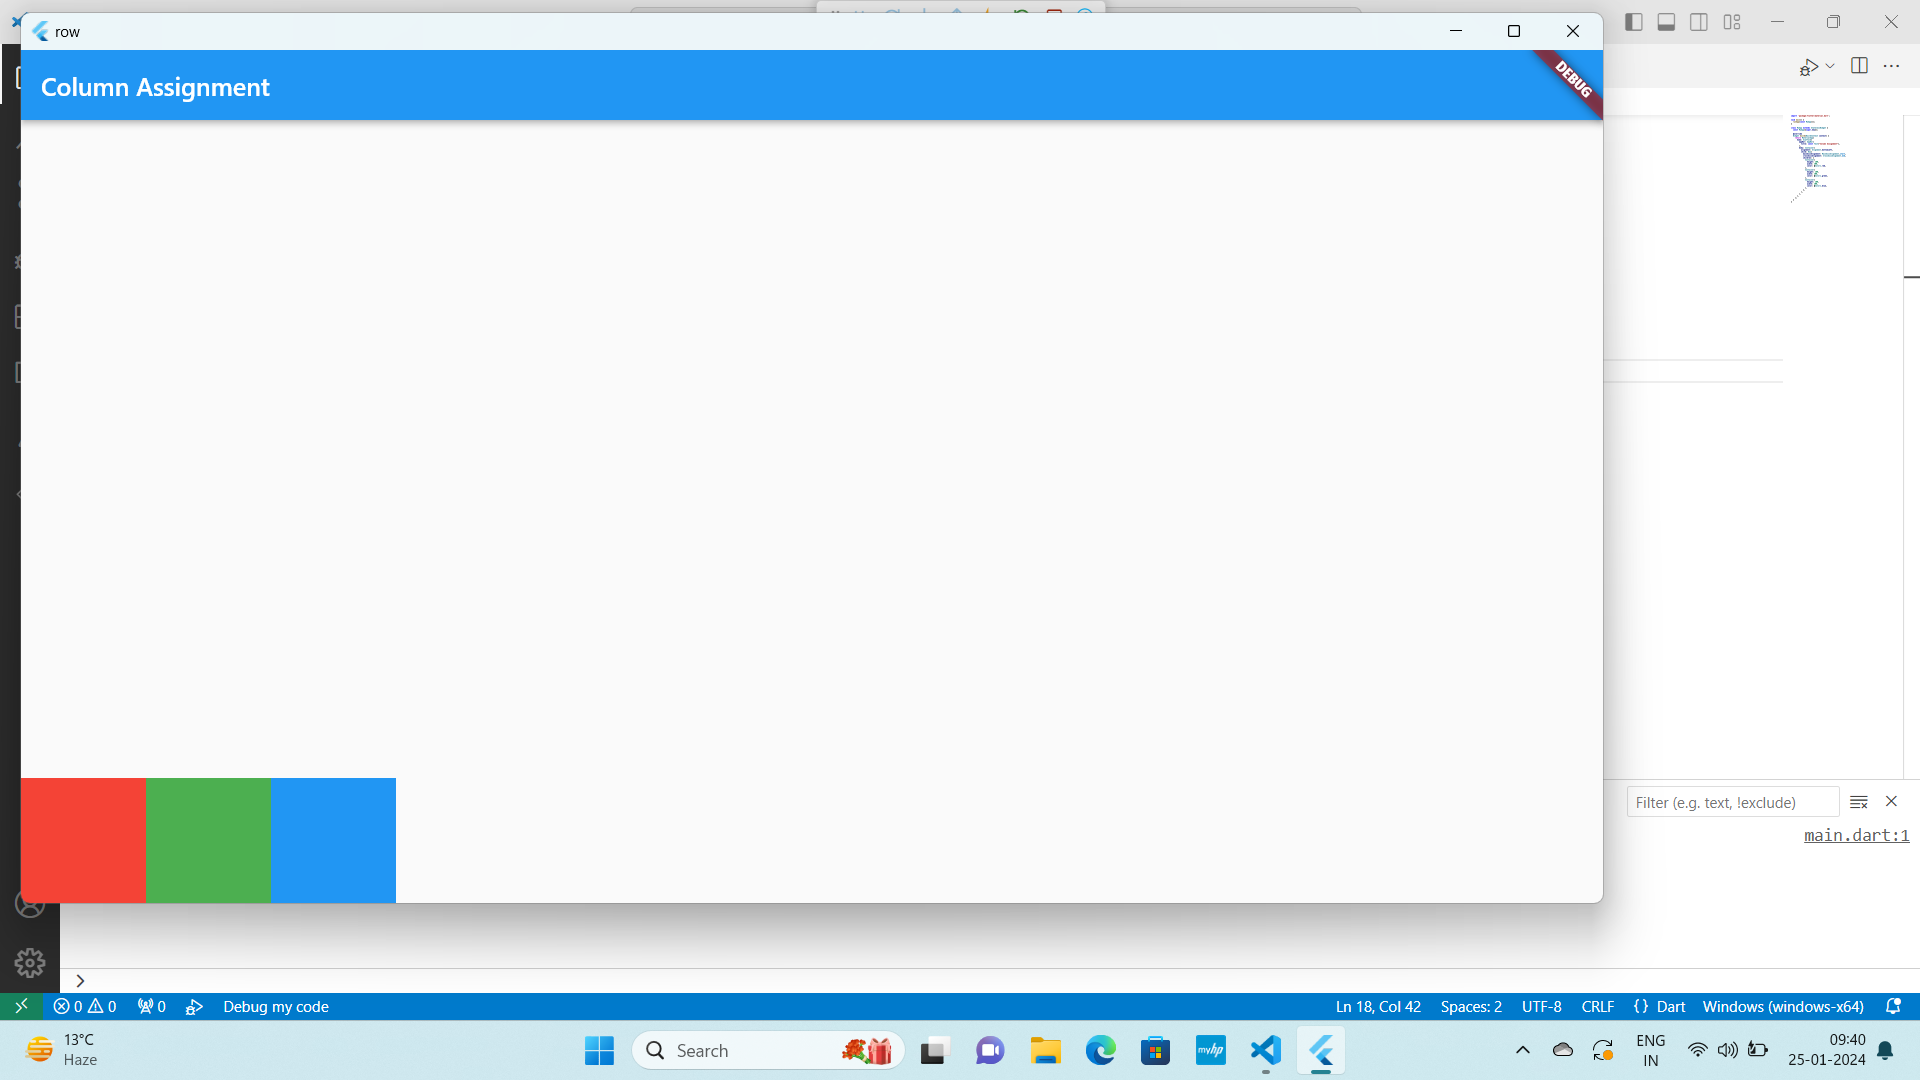 row
Column Assignment
DEBUG
Filter (e.g. text, !exclude)
main.dart:1
0 0 0 Debug my code
Ln 18, Col 42 Spaces: 2 UTF-8 CRLF {} Dart Windows (windows-x64)
13°C
Haze
Search
myhp
ENG
IN
09:40
25-01-2024